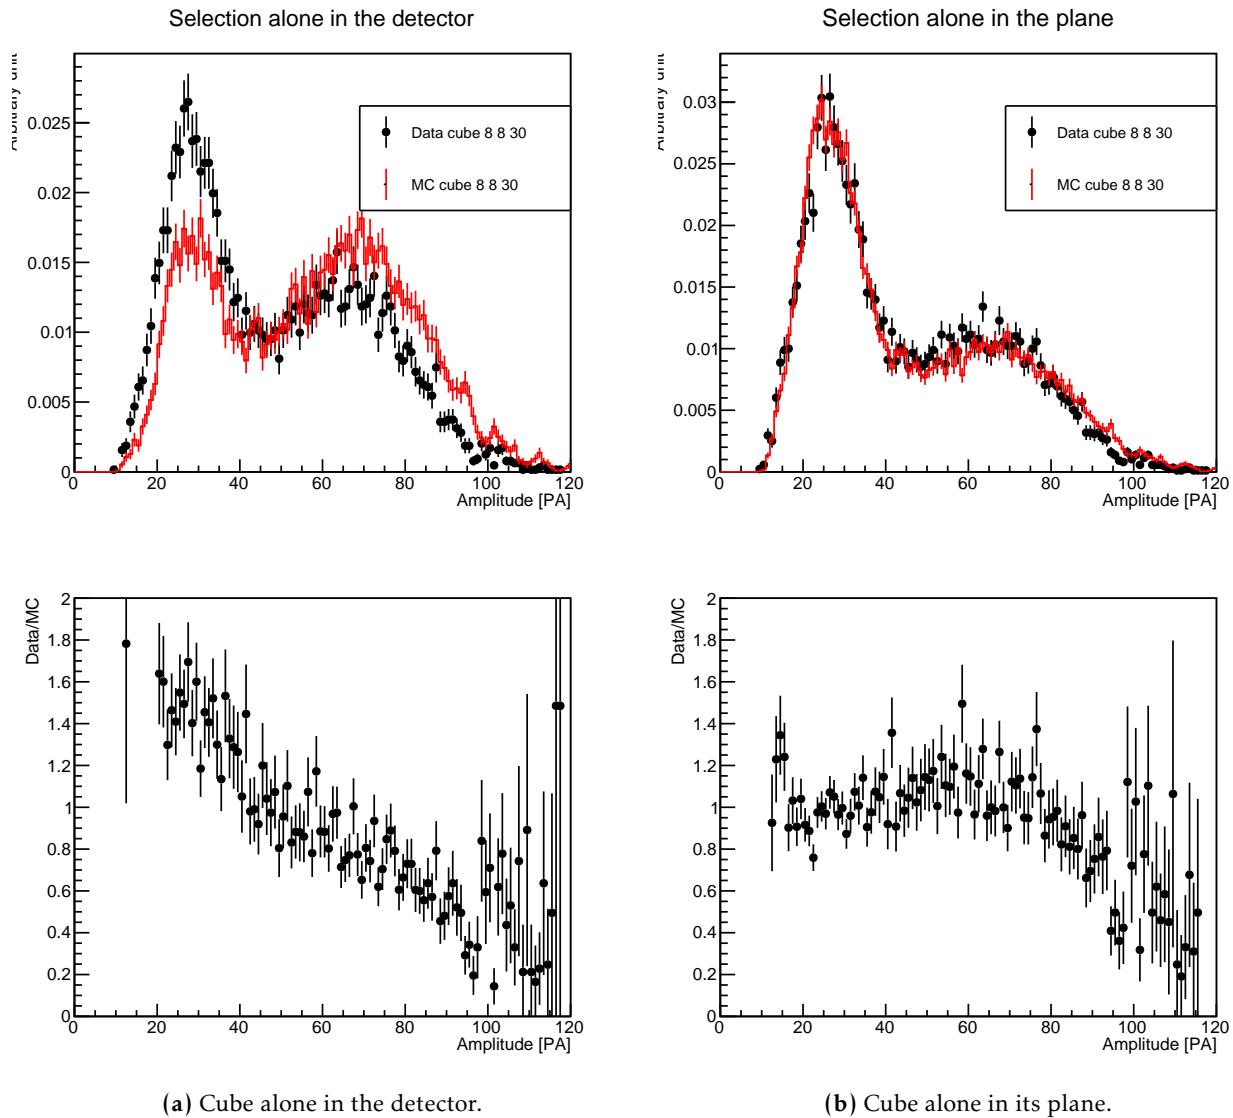 Selection alone in the detector
Arbitrary unit
0.025
0.02
0.015
0.01
0.005
0
Data cube 8 8 30
MC cube 8 8 30
0 20 40 60 80 100 120
Amplitude [PA]
Selection alone in the plane
Arbitrary unit
0.03
0.025
0.02
0.015
0.01
0.005
0
Data cube 8 8 30
MC cube 8 8 30
0 20 40 60 80 100 120
Amplitude [PA]
Data/MC
2
1.8
1.6
1.4
1.2
1
0.8
0.6
0.4
0.2
0
0 20 40 60 80 100 120
Amplitude [PA]
(a) Cube alone in the detector.
Data/MC
2
1.8
1.6
1.4
1.2
1
0.8
0.6
0.4
0.2
0
0 20 40 60 80 100 120
Amplitude [PA]
(b) Cube alone in its plane.